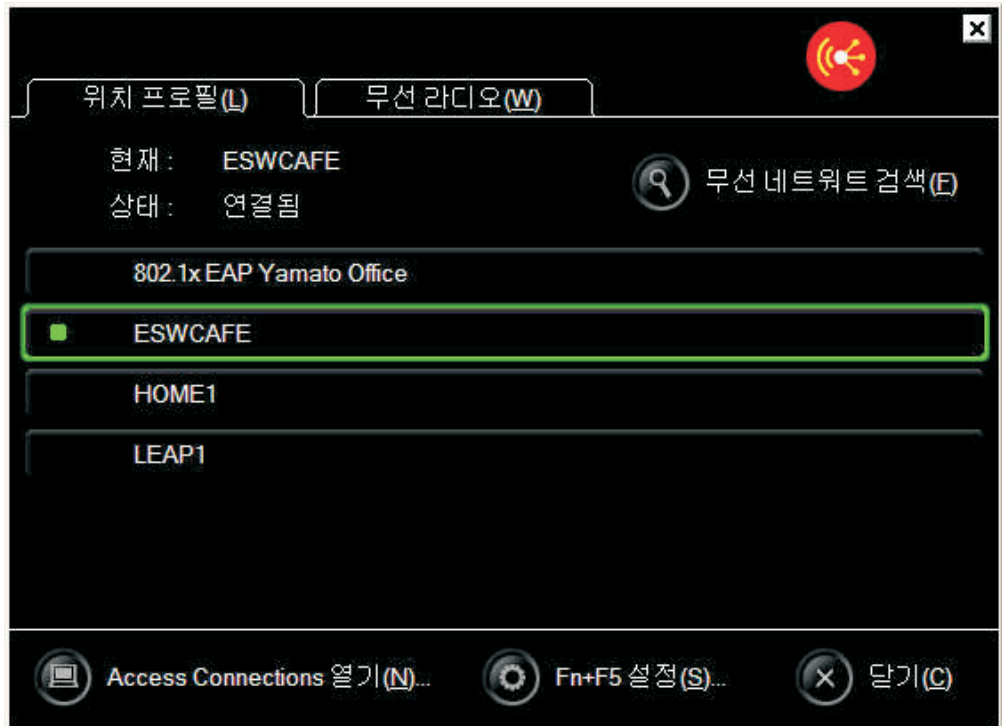 위치 프로필(L)
무선 라디오(W)
현재 : ESWCAFE
상태 : 연결됨
무선 네트워트 검색(F)
802.1x EAP Yamato Office
ESWCAFE
HOME1
LEAP1
Access Connections 열기(N)...
Fn+F5 설정(S)...
닫기(C)